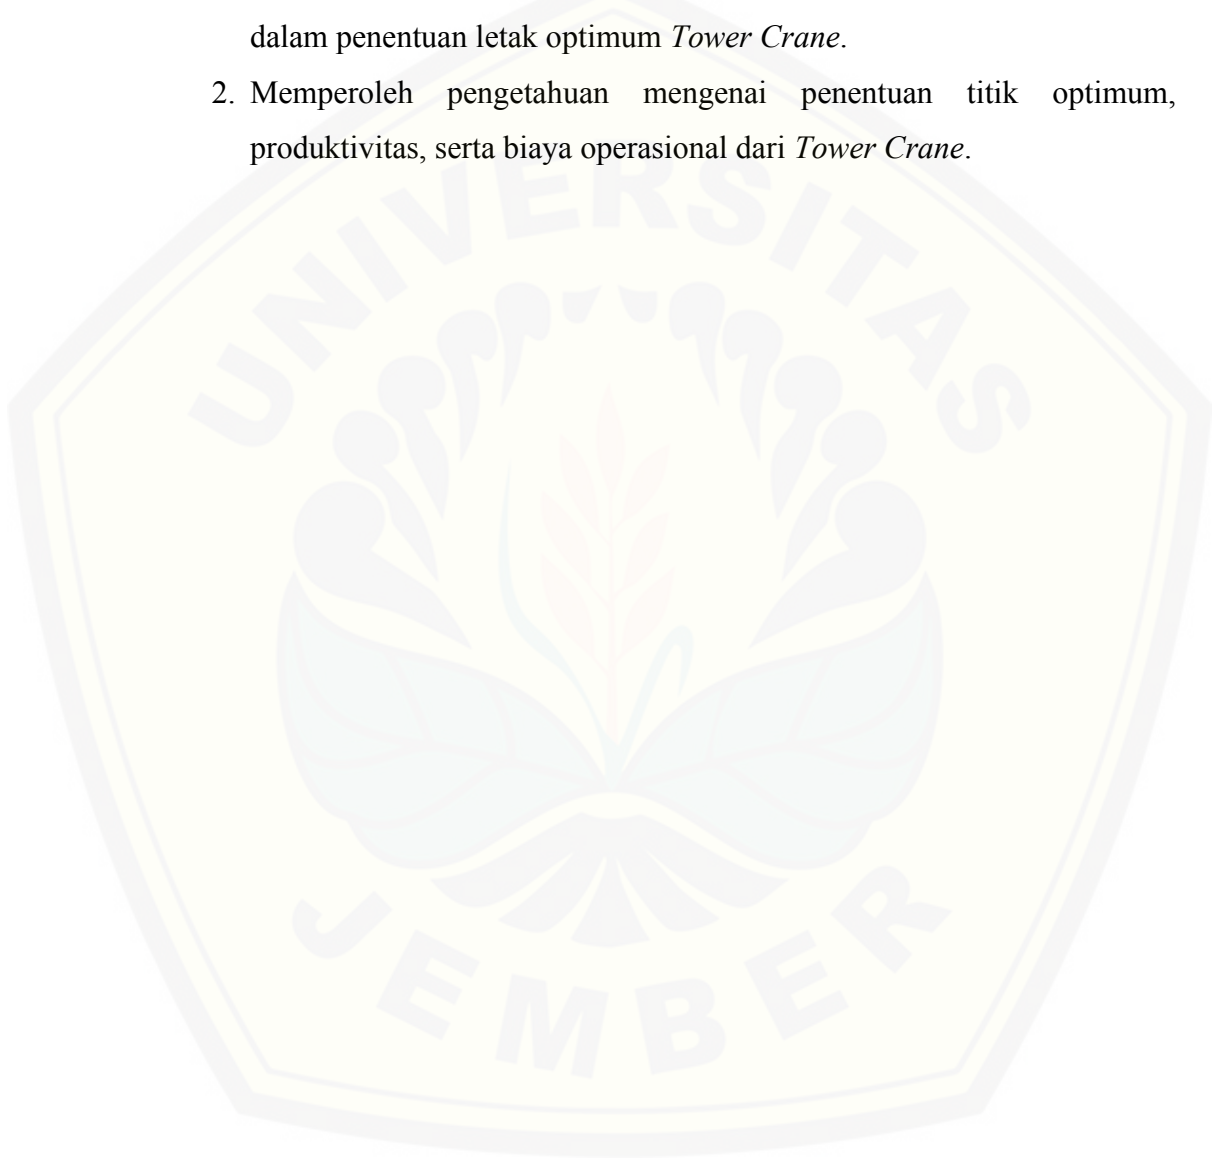 dalam penentuan letak optimum Tower Crane.
2. Memperoleh pengetahuan mengenai penentuan titik optimum,
produktivitas, serta biaya operasional dari Tower Crane.
UNIVERSITAS
JEMBER